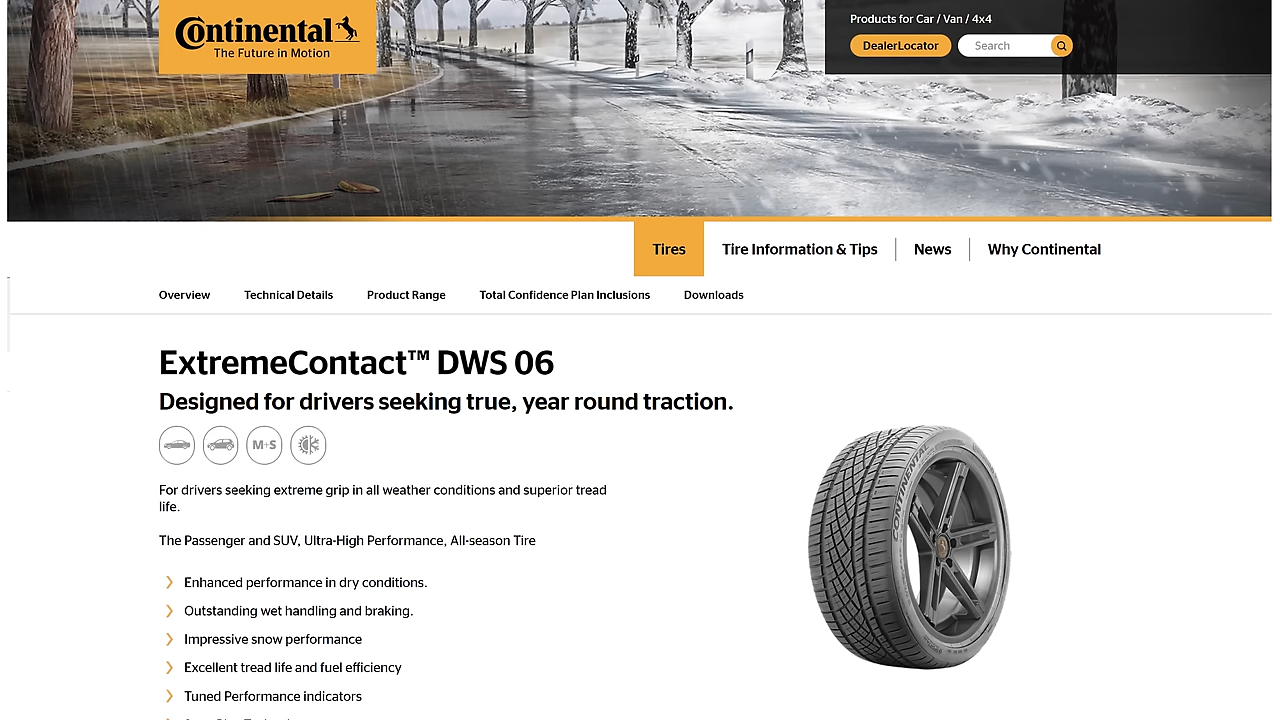 Continental
The Future in Motion
Products for Car / Van / 4x4
DealerLocator
Search
Tires
Tire Information & Tips
News
Why Continental
Overview
Technical Details
Product Range
Total Confidence Plan Inclusions
Downloads
ExtremeContact™ DWS 06
Designed for drivers seeking true, year round traction.
M+S
For drivers seeking extreme grip in all weather conditions and superior tread
life.
The Passenger and SUV, Ultra-High Performance, All-season Tire
Enhanced performance in dry conditions.
Outstanding wet handling and braking.
Impressive snow performance
Excellent tread life and fuel efficiency
Tuned Performance indicators
CONTINENTAL